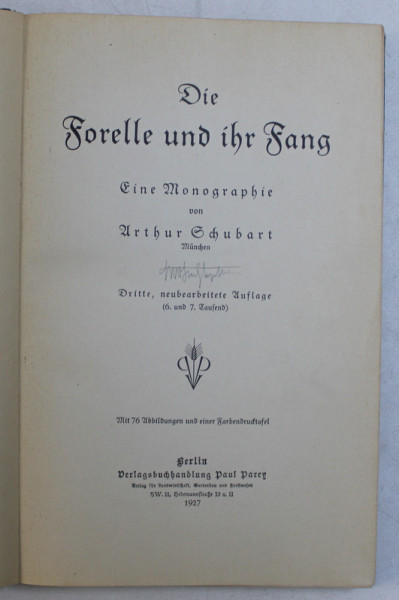 Die
Forelle und ihr Fang
Eine Monographie
von
Arthur Schubart
München
Dritte, neubearbeitete Auflage
(6. und 7. Tausend)
Mit 76 Abbildungen und einer Farbendrucktafel
Berlin
Verlagsbuchhandlung Paul Parey
Verlag für Landwirtschaft, Gartenbau und Forstwesen
SW. 11, Hedemannstraße 10 u. 11
1927